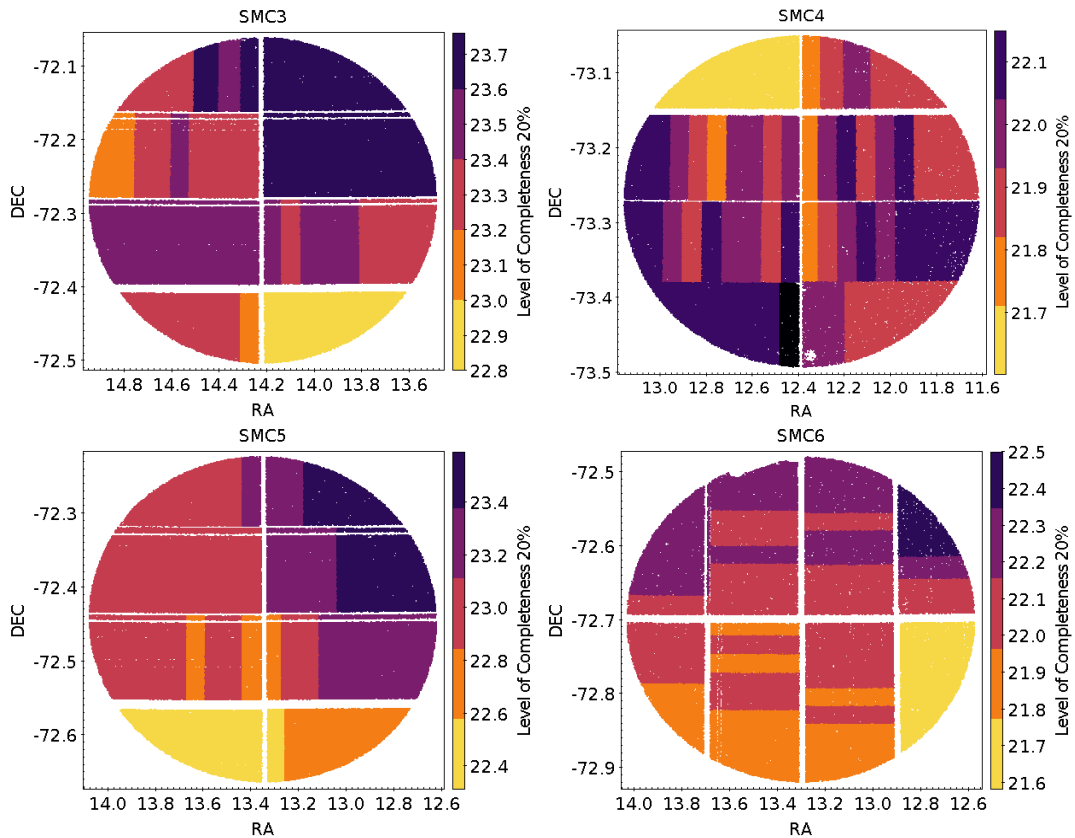 SMC3
-72.1
-72.2
-72.3
-72.4
-72.5
DEC
14.8 14.6 14.4 14.2 14.0 13.8 13.6
RA
23.7
23.6
23.5
23.4
23.3
23.2
23.1
23.0
22.9
22.8
Level of Completeness 20%
SMC4
-73.1
-73.2
-73.3
-73.4
-73.5
DEC
13.0 12.8 12.6 12.4 12.2 12.0 11.8 11.6
RA
22.1
22.0
21.9
21.8
21.7
Level of Completeness 20%
SMC5
-72.3
-72.4
-72.5
-72.6
DEC
14.0 13.8 13.6 13.4 13.2 13.0 12.8 12.6
RA
23.4
23.2
23.0
22.8
22.6
22.4
Level of Completeness 20%
SMC6
-72.5
-72.6
-72.7
-72.8
-72.9
DEC
14.0 13.8 13.6 13.4 13.2 13.0 12.8 12.6
RA
22.5
22.4
22.3
22.2
22.1
22.0
21.9
21.8
21.7
21.6
Level of Completeness 20%